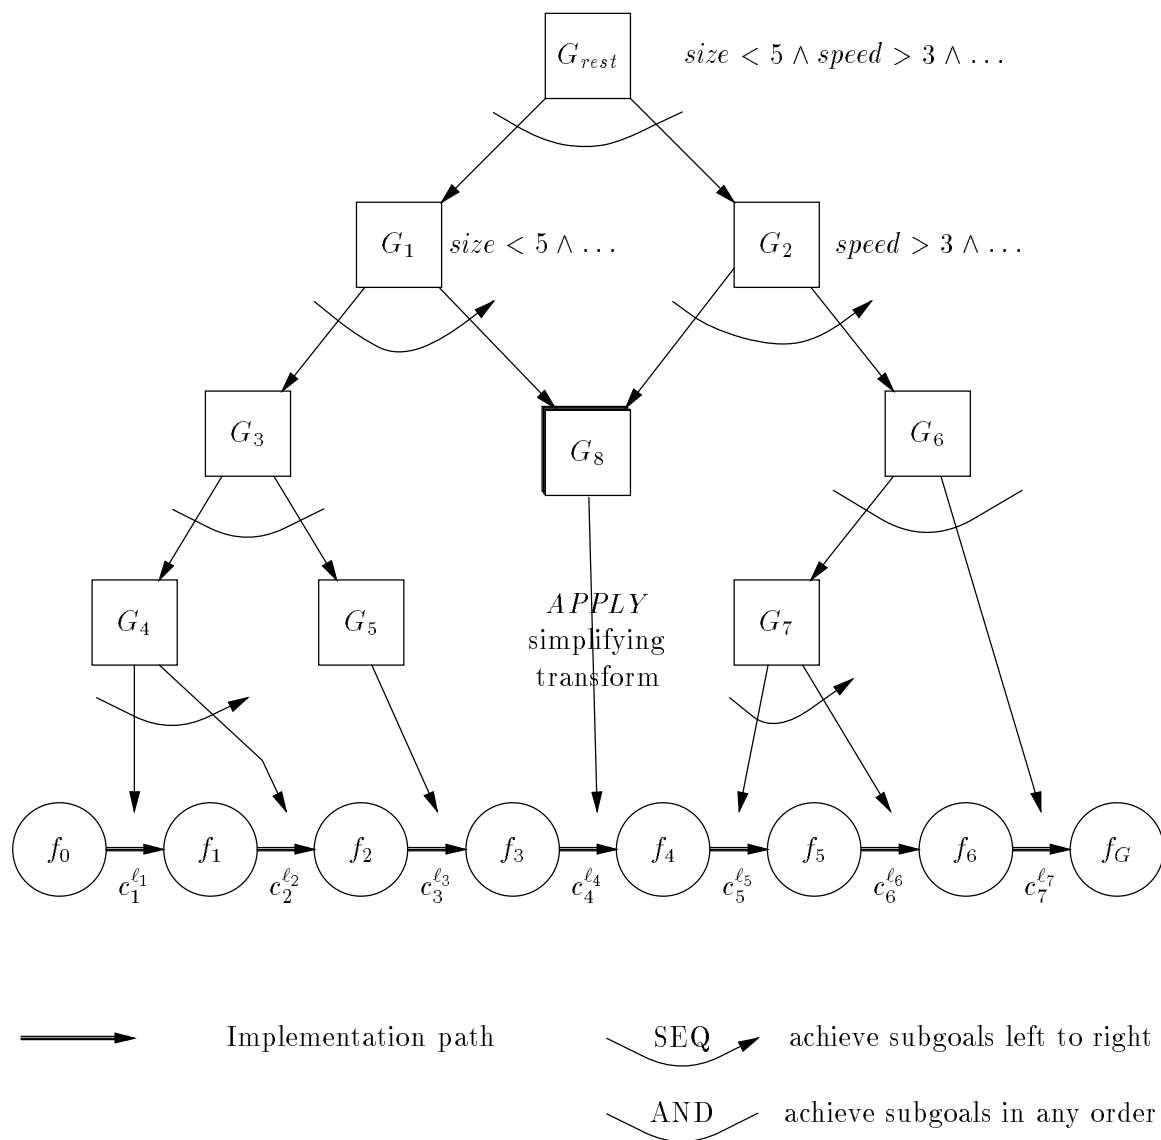 G_rest size < 5 ∧ speed > 3 ∧ ...
G_1 size < 5 ∧ ... G_2 speed > 3 ∧ ...
G_3 G_8 G_6
G_4 G_5 APPLY G_7
simplifying
transform
f_0 f_1 f_2 f_3 f_4 f_5 f_6 f_G
c_1^{ℓ_1} c_2^{ℓ_2} c_3^{ℓ_3} c_4^{ℓ_4} c_5^{ℓ_5} c_6^{ℓ_6} c_7^{ℓ_7}
Implementation path SEQ achieve subgoals left to right
AND achieve subgoals in any order